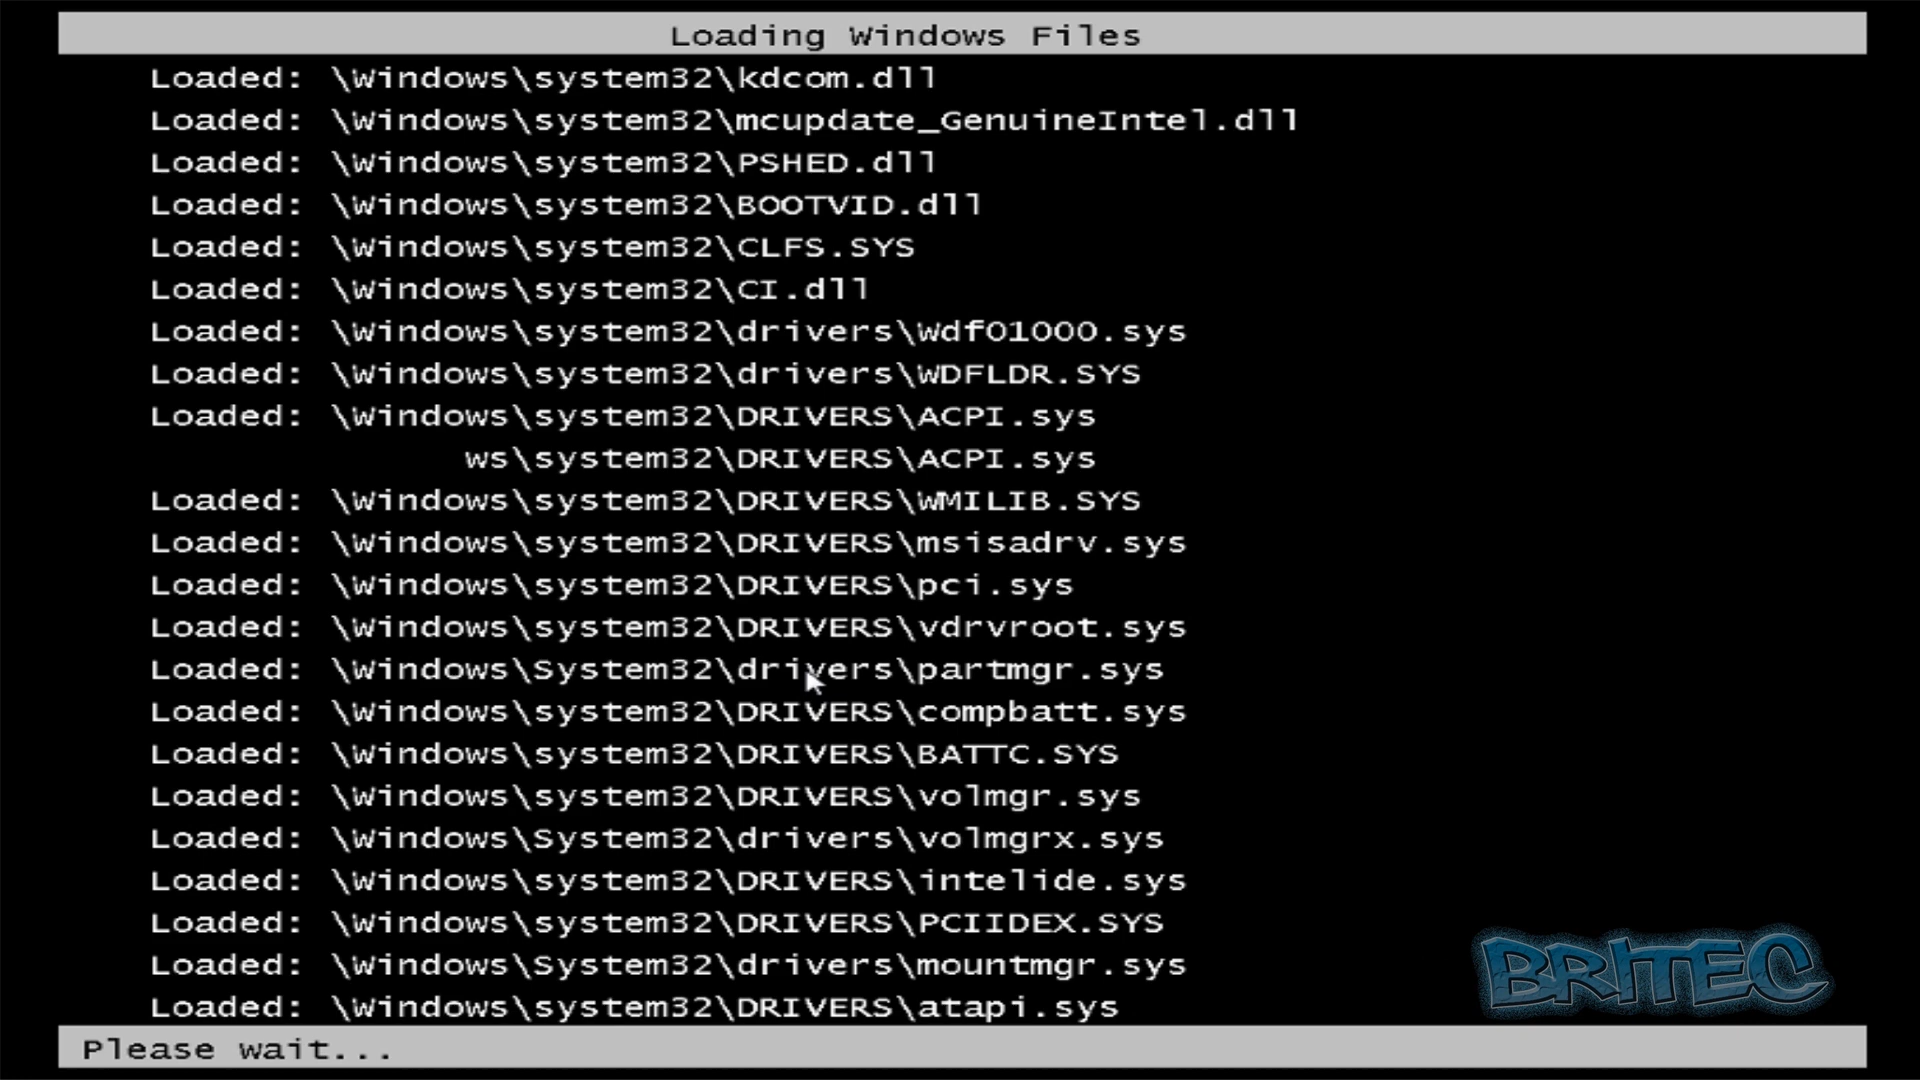 Loading Windows Files
Loaded: \Windows\system32\kdcom.dll
Loaded: \Windows\system32\mcupdate_GenuineIntel.dll
Loaded: \Windows\system32\PSHED.dll
Loaded: \Windows\system32\BOOTVID.dll
Loaded: \Windows\system32\CLFS.SYS
Loaded: \Windows\system32\CI.dll
Loaded: \Windows\system32\drivers\Wdf01000.sys
Loaded: \Windows\system32\drivers\WDFLDR.SYS
Loaded: \Windows\system32\DRIVERS\ACPI.sys
ws\system32\DRIVERS\ACPI.sys
Loaded: \Windows\system32\DRIVERS\WMILIB.SYS
Loaded: \Windows\system32\DRIVERS\msisadrv.sys
Loaded: \Windows\system32\DRIVERS\pci.sys
Loaded: \Windows\system32\DRIVERS\vdrvroot.sys
Loaded: \Windows\System32\drivers\partmgr.sys
Loaded: \Windows\system32\DRIVERS\compbatt.sys
Loaded: \Windows\system32\DRIVERS\BATTC.SYS
Loaded: \Windows\system32\DRIVERS\volmgr.sys
Loaded: \Windows\System32\drivers\volmgrx.sys
Loaded: \Windows\system32\DRIVERS\intelide.sys
Loaded: \Windows\system32\DRIVERS\PCIIDEX.SYS
Loaded: \Windows\System32\drivers\mountmgr.sys
Loaded: \Windows\system32\DRIVERS\atapi.sys
BRITEC
Please wait...